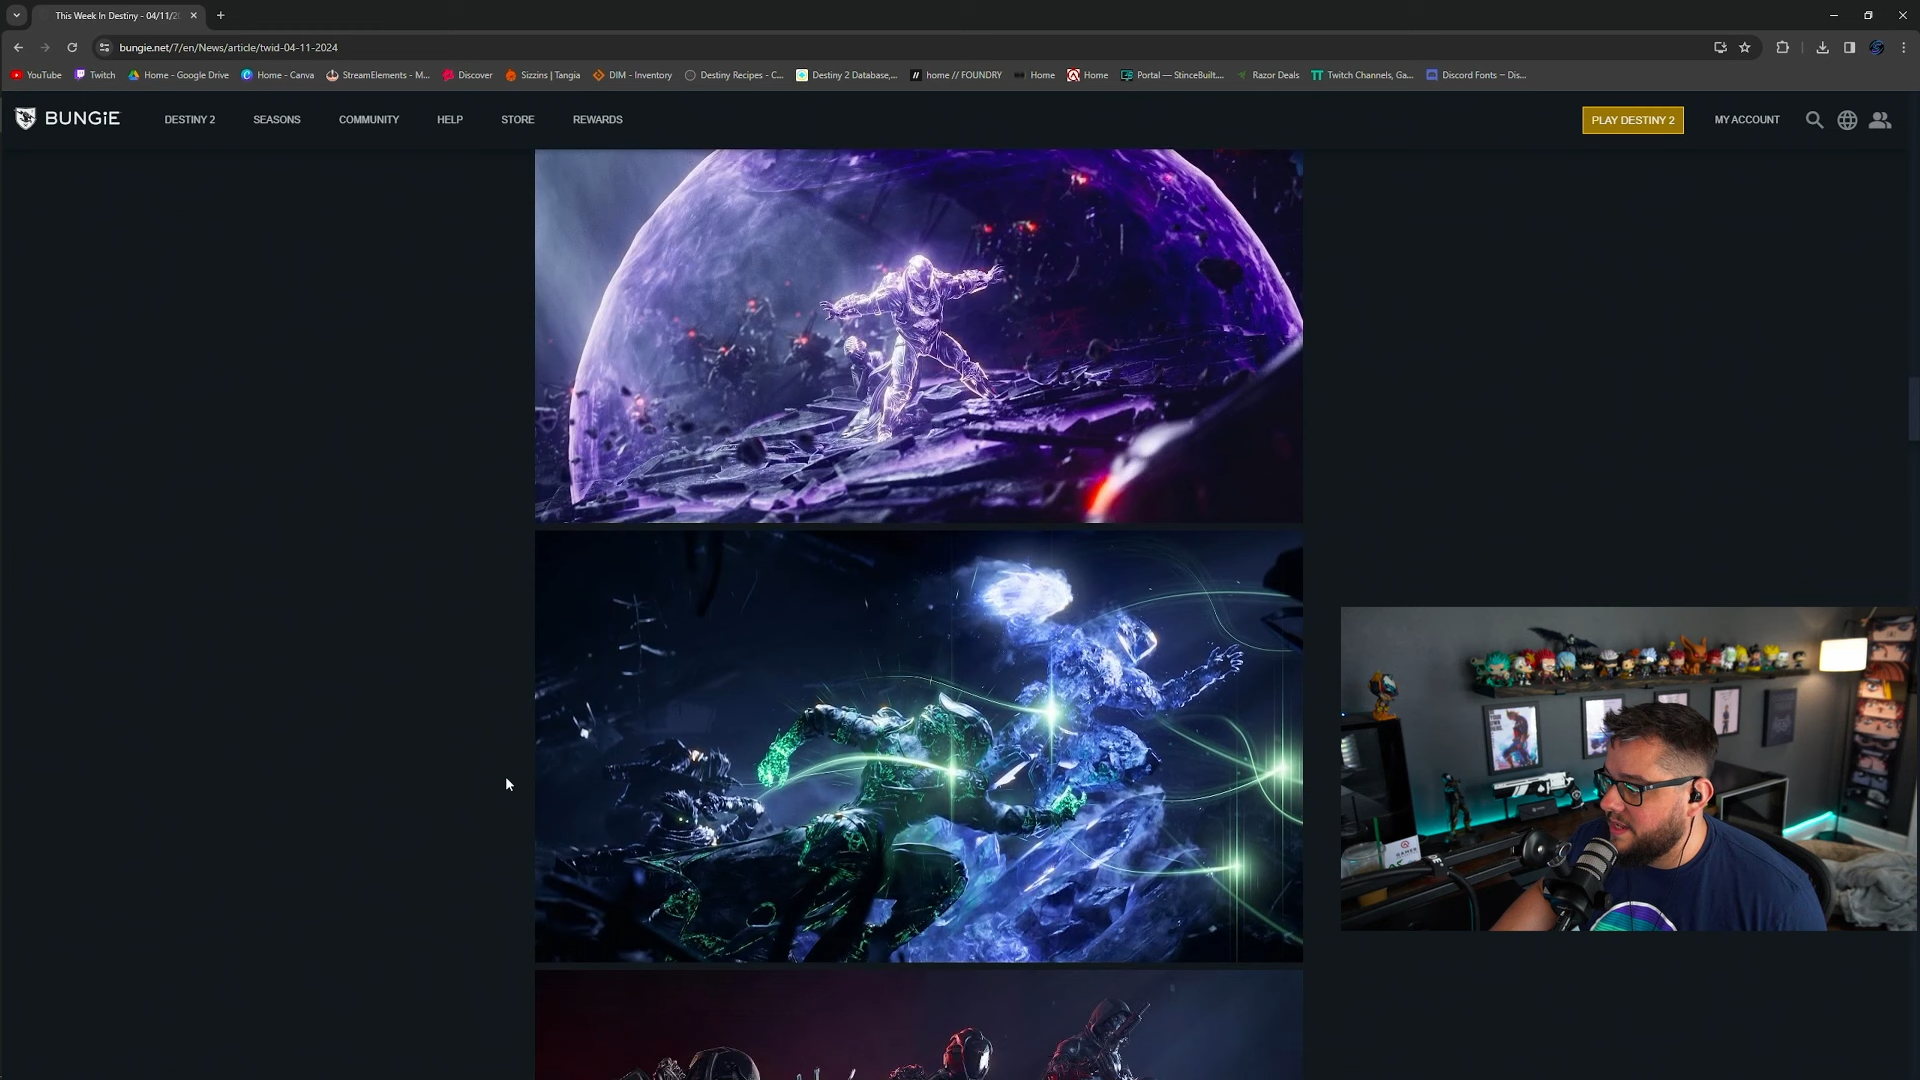 This Week In Destiny - 04/11/2
bungie.net/7/en/News/article/twid-04-11-2024
YouTube
Twitch
Home - Google Drive
Home - Canva
StreamElements - M...
Discover
Sizzins | Tangia
DIM - Inventory
Destiny Recipes - C...
Destiny 2 Database,...
home // FOUNDRY
Home
Home
Portal — StinceBuilt....
Razor Deals
Twitch Channels, Ga...
Discord Fonts – Dis...
BUNGiE
DESTINY 2
SEASONS
COMMUNITY
HELP
STORE
REWARDS
PLAY DESTINY 2
MY ACCOUNT